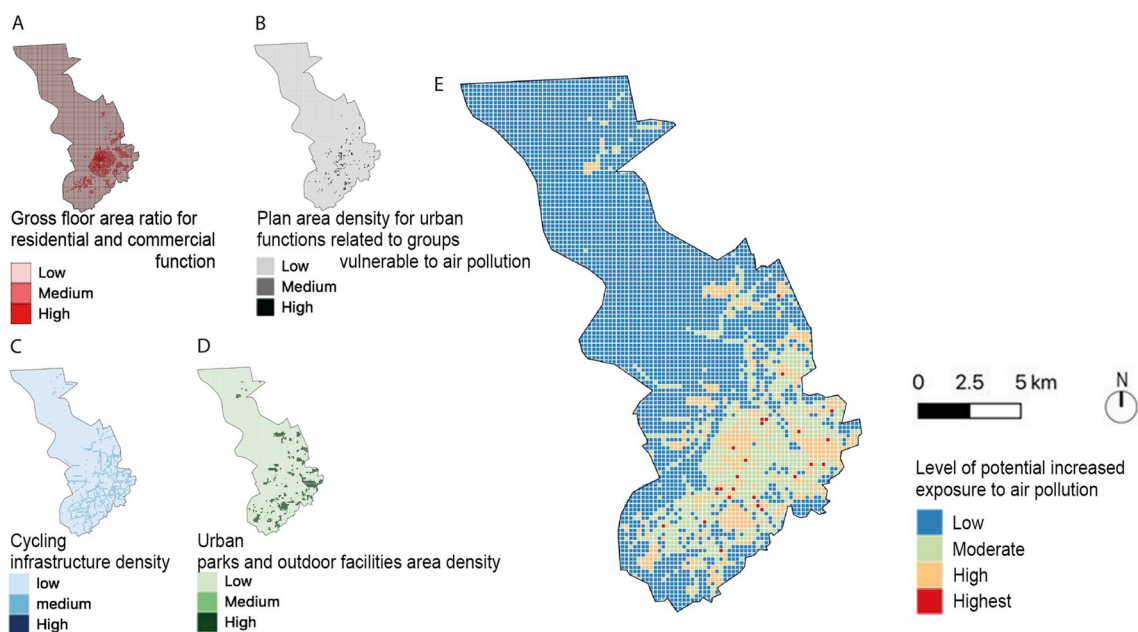 A
B
Gross floor area ratio for
residential and commercial
function
Low
Medium
High
Plan area density for urban
functions related to groups
vulnerable to air pollution
Low
Medium
High
C
D
Cycling
infrastructure density
low
medium
High
Urban
parks and outdoor facilities area density
Low
Medium
High
E
0 2.5 5 km
N
Level of potential increased
exposure to air pollution
Low
Moderate
High
Highest